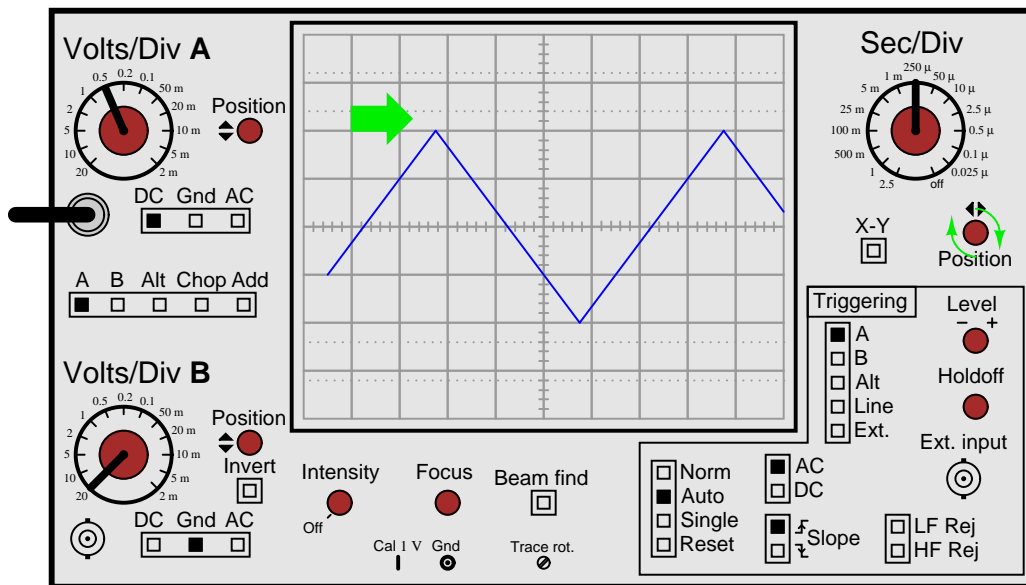 Volts/Div A
0.5 0.2 0.1
1 50 m
2 20 m
5 10 m
10 5 m
20 2 m
Position
DC Gnd AC
A B Alt Chop Add
Volts/Div B
0.5 0.2 0.1
1 50 m
2 20 m
5 10 m
10 5 m
20 2 m
Position
Invert
DC Gnd AC
Intensity
Off
Focus
Beam find
Cal 1 V Gnd
Trace rot.
Sec/Div
250 µ
1 m 50 µ
5 m 10 µ
25 m 2.5 µ
100 m 0.5 µ
500 m 0.1 µ
1 0.025 µ
2.5 off
X-Y
Position
Triggering
A
B
Alt
Line
Ext.
Level
− +
Holdoff
Ext. input
Norm
Auto
Single
Reset
AC
DC
Slope
LF Rej
HF Rej